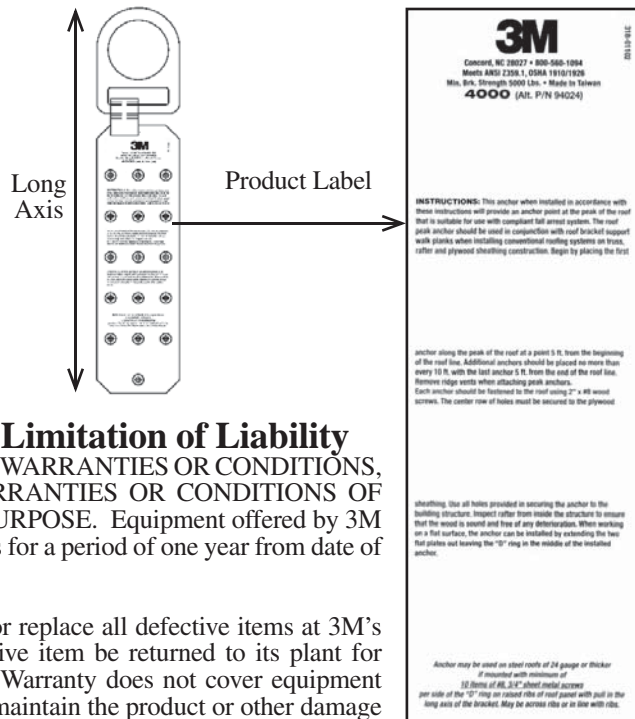 Long
Axis
Product Label
3M
3M
Concord, NC 28027 • 800-560-1094
Meets ANSI Z359.1, OSHA 1910/1926
Min. Brk. Strength 5000 Lbs. • Made In Taiwan
4000 (Alt. P/N 94024)
INSTRUCTIONS: This anchor when installed in accordance with
these instructions will provide an anchor point at the peak of the roof
that is suitable for use with compliant fall arrest system. The roof
peak anchor should be used in conjunction with roof bracket support
walk planks when installing conventional roofing systems on truss,
rafter and plywood sheathing construction. Begin by placing the first
anchor along the peak of the roof at a point 5 ft. from the beginning
of the roof line. Additional anchors should be placed no more than
every 10 ft. with the last anchor 5 ft. from the end of the roof line.
Remove ridge vents when attaching peak anchors.
Each anchor should be fastened to the roof using 2" x #8 wood
screws. The center row of holes must be secured to the plywood
sheathing. Use all holes provided in securing the anchor to the
building structure. Inspect rafter from inside the structure to ensure
that the wood is sound and free of any deterioration. When working
on a flat surface, the anchor can be installed by extending the two
flat plates out leaving the "D" ring in the middle of the installed
anchor.
Anchor may be used on steel roofs of 24 gauge or thicker
if mounted with minimum of
10 items of #8, 3/4" sheet metal screws
per side of the "D" ring on raised ribs of roof panel with pull in the
long axis of the bracket. May be across ribs or in line with ribs.
Limitation of Liability
WARRANTIES OR CONDITIONS,
RRANTIES OR CONDITIONS OF
URPOSE. Equipment offered by 3M
s for a period of one year from date of
or replace all defective items at 3M's
ive item be returned to its plant for
Warranty does not cover equipment
maintain the product or other damage